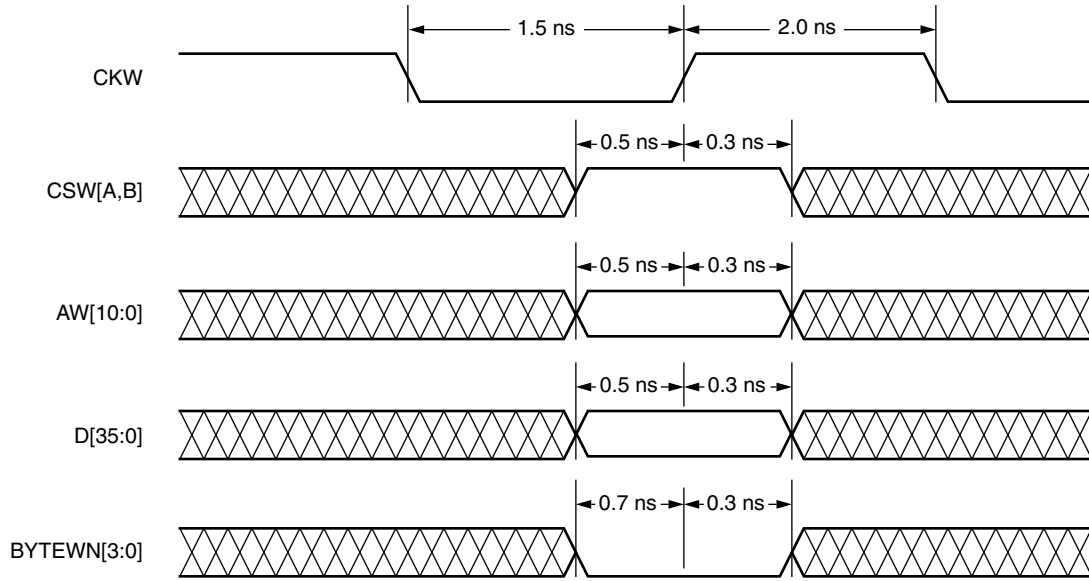 1.5 ns 2.0 ns
CKW
0.5 ns 0.3 ns
CSW[A,B]
0.5 ns 0.3 ns
AW[10:0]
0.5 ns 0.3 ns
D[35:0]
0.7 ns 0.3 ns
BYTEWN[3:0]